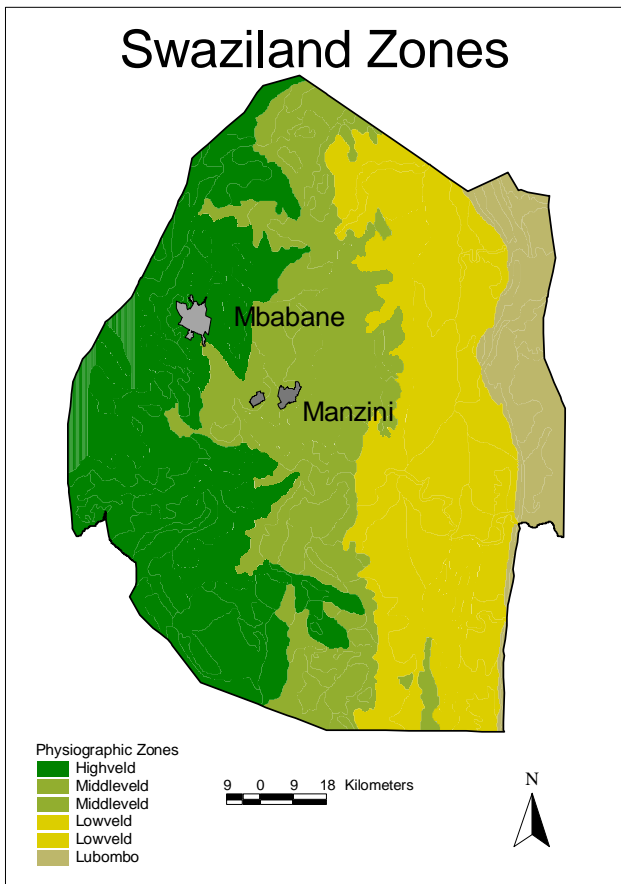 Swaziland Zones
Mbabane
Manzini
Physiographic Zones
Highveld
Middleveld
Middleveld
Lowveld
Lowveld
Lubombo
9 0 9 18 Kilometers
N